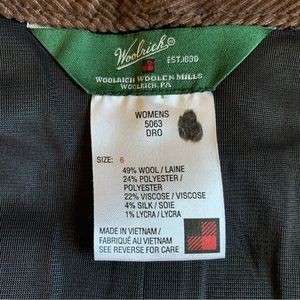 Woolrich®
EST.1830
WOOLRICH WOOLEN MILLS
WOOLRICH, PA
WOMENS
5063
DRO
SIZE: 6
49% WOOL / LAINE
24% POLYESTER /
POLYESTER
22% VISCOSE / VISCOSE
4% SILK / SOIE
1% LYCRA / LYCRA
MADE IN VIETNAM /
FABRIQUÉ AU VIETNAM
SEE REVERSE FOR CARE